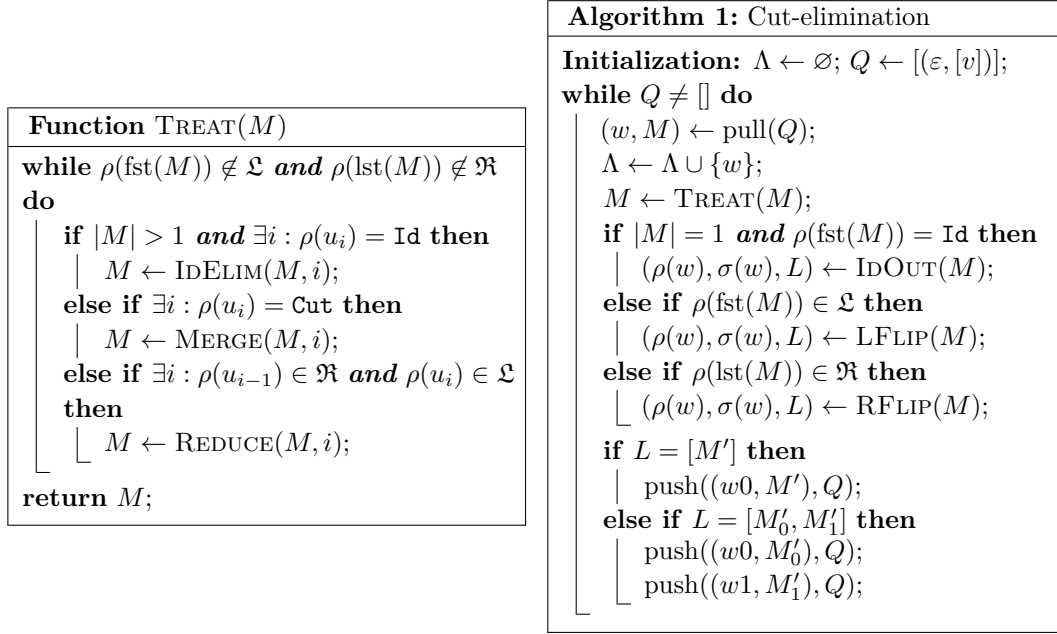 Function TREAT(M)
while ρ(fst(M)) ∉ 𝔏 and ρ(lst(M)) ∉ ℜ
do
if |M| > 1 and ∃i : ρ(u_i) = Id then
M ← IDELIM(M, i);
else if ∃i : ρ(u_i) = Cut then
M ← MERGE(M, i);
else if ∃i : ρ(u_{i−1}) ∈ ℜ and ρ(u_i) ∈ 𝔏
then
M ← REDUCE(M, i);
return M;
Algorithm 1: Cut-elimination
Initialization: Λ ← ∅; Q ← [(ε, [v])];
while Q ≠ [] do
(w, M) ← pull(Q);
Λ ← Λ ∪ {w};
M ← TREAT(M);
if |M| = 1 and ρ(fst(M)) = Id then
(ρ(w), σ(w), L) ← IDOUT(M);
else if ρ(fst(M)) ∈ 𝔏 then
(ρ(w), σ(w), L) ← LFLIP(M);
else if ρ(lst(M)) ∈ ℜ then
(ρ(w), σ(w), L) ← RFLIP(M);
if L = [M′] then
push((w0, M′), Q);
else if L = [M′_0, M′_1] then
push((w0, M′_0), Q);
push((w1, M′_1), Q);